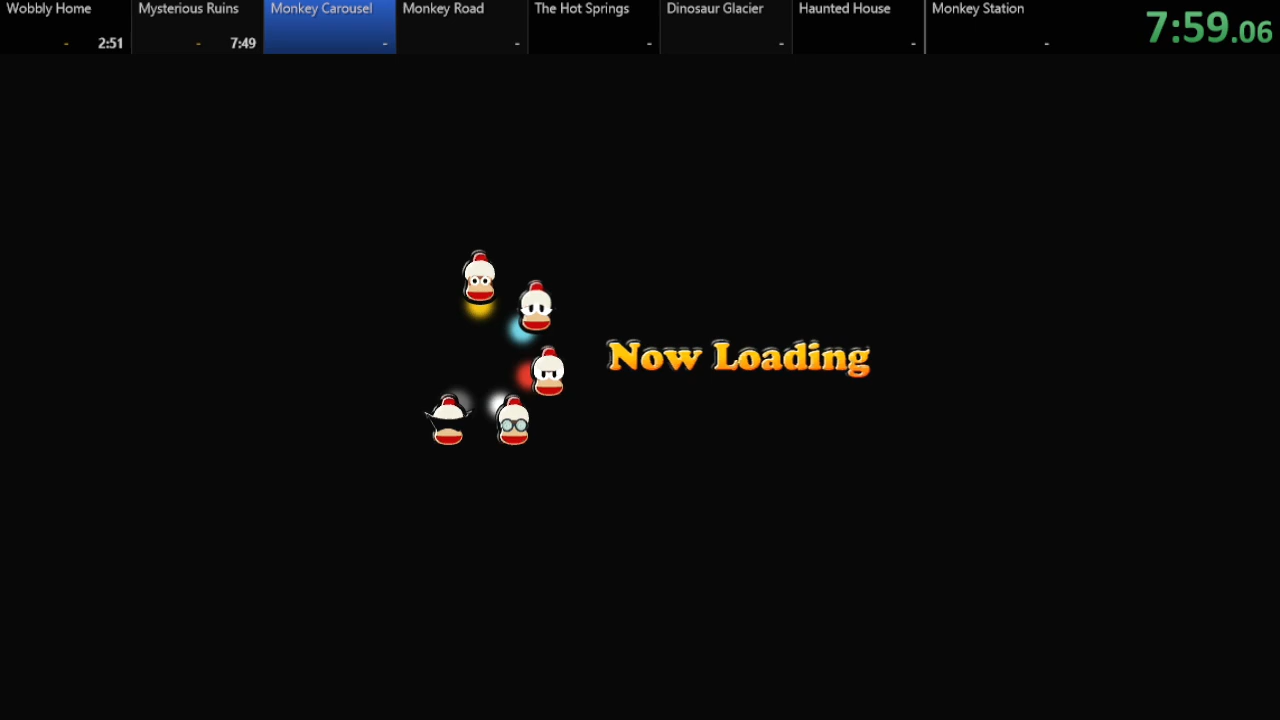 Wobbly Home
- 2:51
Mysterious Ruins
- 7:49
Monkey Carousel
-
Monkey Road
-
The Hot Springs
-
Dinosaur Glacier
-
Haunted House
-
Monkey Station
-
7:59.06
Now Loading